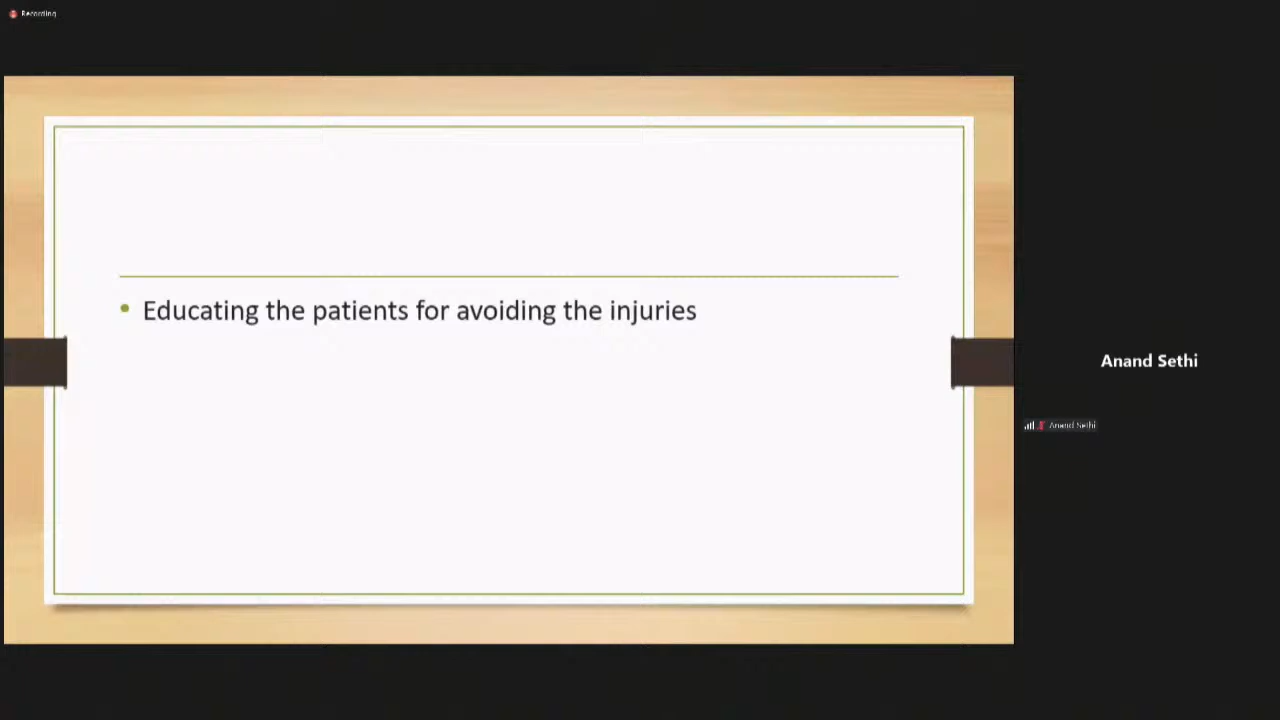 Recording
• Educating the patients for avoiding the injuries
Anand Sethi
Anand Sethi